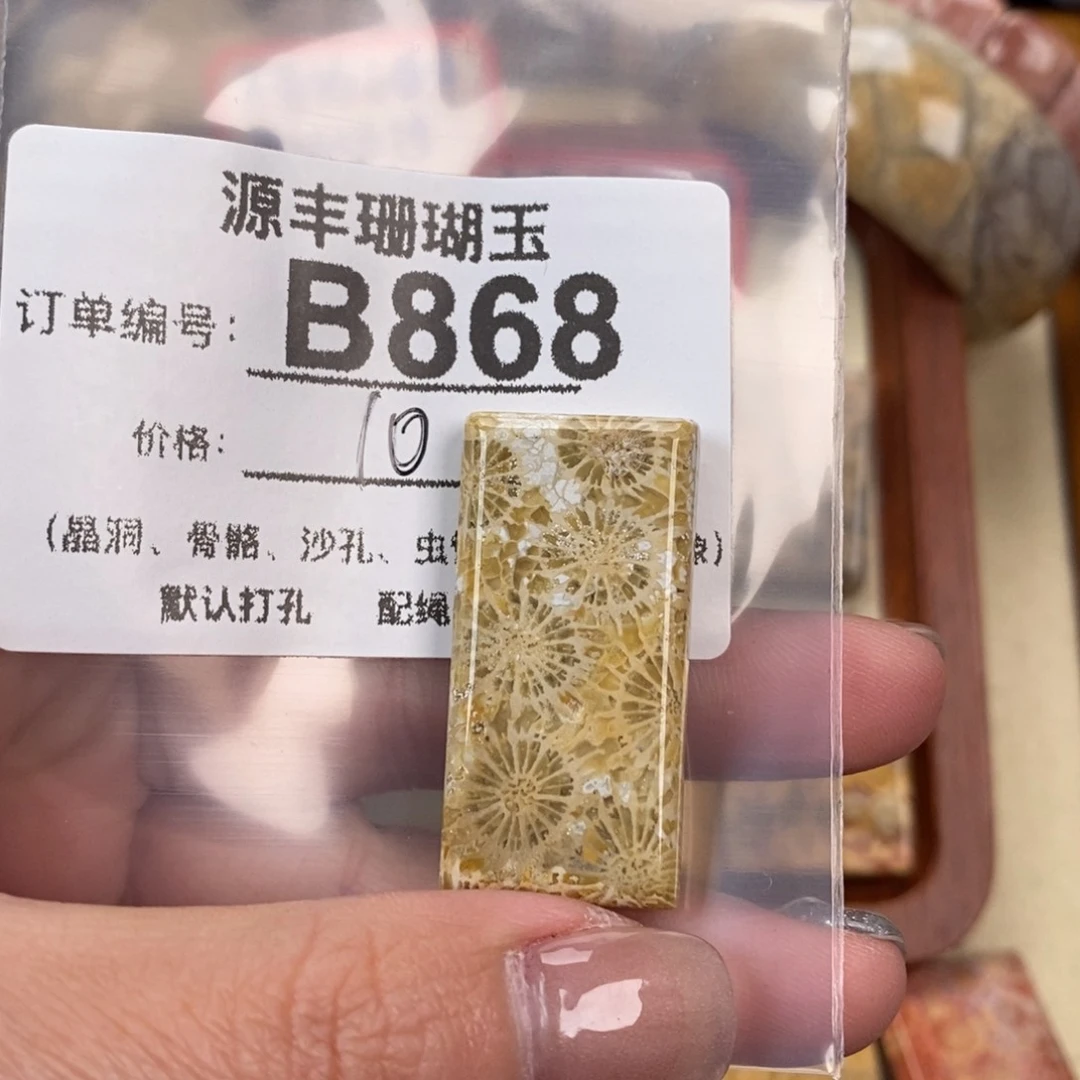 源丰珊瑚玉
订单编号: B868
价格: 10
(晶洞、骨骼、沙孔、虫
默认打孔 配绳